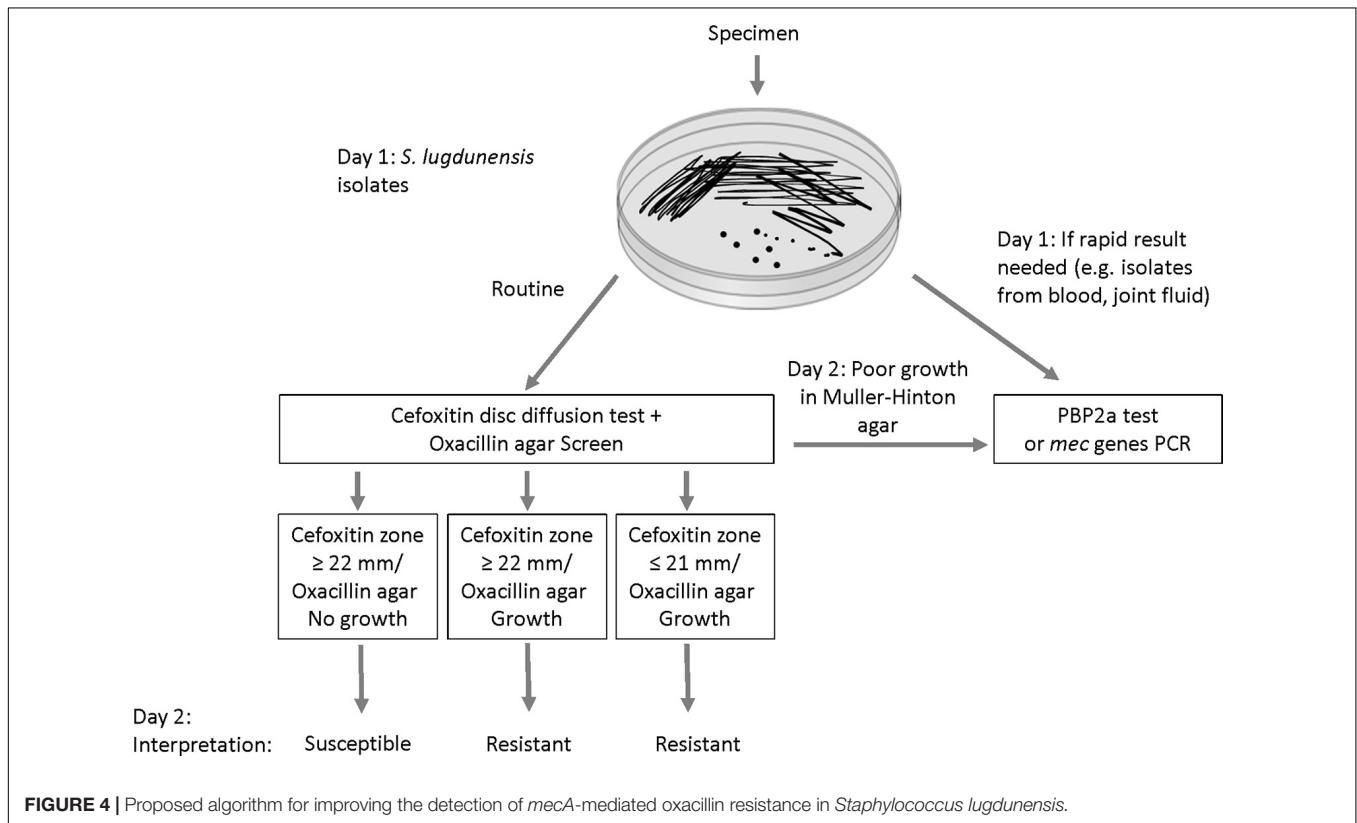 Specimen
Day 1: S. lugdunensis
isolates
Day 1: If rapid result
needed (e.g. isolates
from blood, joint fluid)
Routine
Day 2: Poor growth
in Muller-Hinton
agar
Cefoxitin disc diffusion test +
Oxacillin agar Screen
PBP2a test
or mec genes PCR
Cefoxitin zone
≥ 22 mm/
Oxacillin agar
No growth
Cefoxitin zone
≥ 22 mm/
Oxacillin agar
Growth
Cefoxitin zone
≤ 21 mm/
Oxacillin agar
Growth
Day 2:
Interpretation:
Susceptible
Resistant
Resistant
FIGURE 4 | Proposed algorithm for improving the detection of mecA-mediated oxacillin resistance in Staphylococcus lugdunensis.